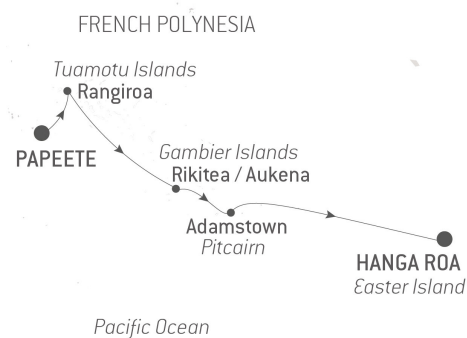 FRENCH POLYNESIA
Tuamotu Islands
Rangiroa
PAPEETE
Gambier Islands
Rikitea / Aukena
Adamstown
Pitcairn
HANGA ROA
Easter Island
Pacific Ocean